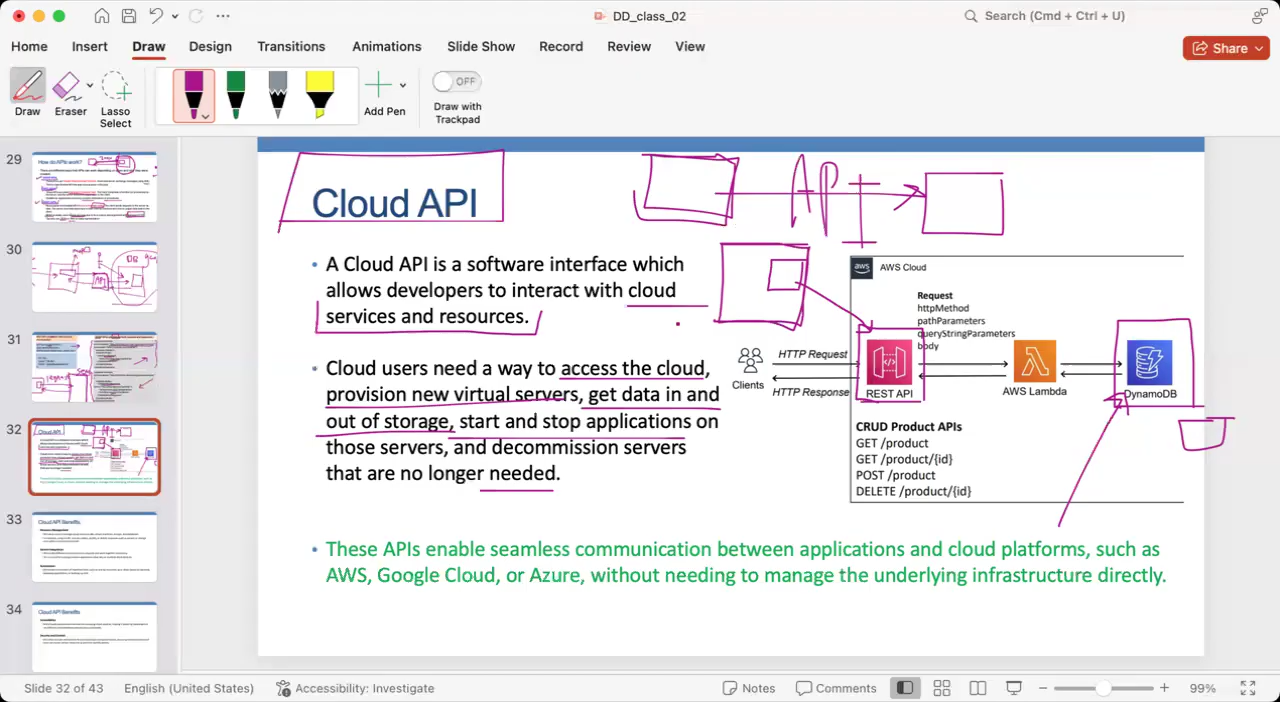 DD_class_02
Search (Cmd + Ctrl + U)
Home Insert Draw Design Transitions Animations Slide Show Record Review View
Share
OFF
Draw Eraser Lasso Select Add Pen Draw with Trackpad
29
30
31
32
33
34
Cloud API Benefits
Cloud API Benefits
API
Cloud API
• A Cloud API is a software interface which
allows developers to interact with cloud
services and resources.
• Cloud users need a way to access the cloud,
provision new virtual servers, get data in and
out of storage, start and stop applications on
those servers, and decommission servers
that are no longer needed.
aws AWS Cloud
Request
httpMethod
pathParameters
queryStringParameters
body
Clients
HTTP Request
HTTP Response
REST API
AWS Lambda
DynamoDB
CRUD Product APIs
GET /product
GET /product/{id}
POST /product
DELETE /product/{id}
• These APIs enable seamless communication between applications and cloud platforms, such as
AWS, Google Cloud, or Azure, without needing to manage the underlying infrastructure directly.
Slide 32 of 43 English (United States) Accessibility: Investigate Notes Comments 99%